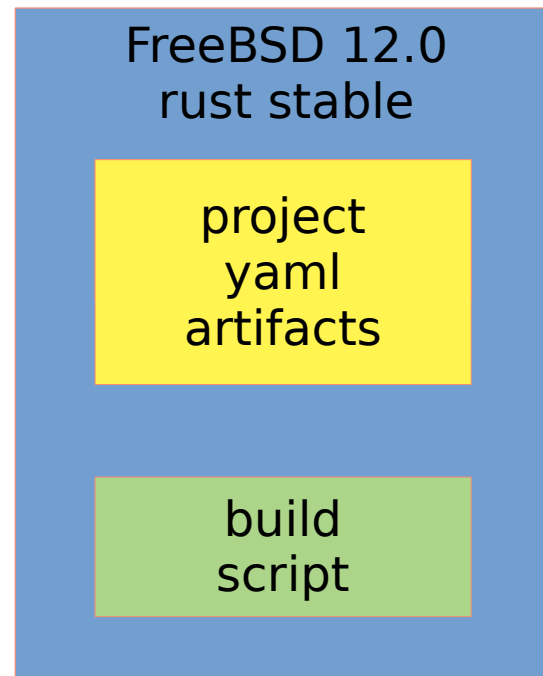 FreeBSD 12.0
rust stable
project
yaml
artifacts
build
script